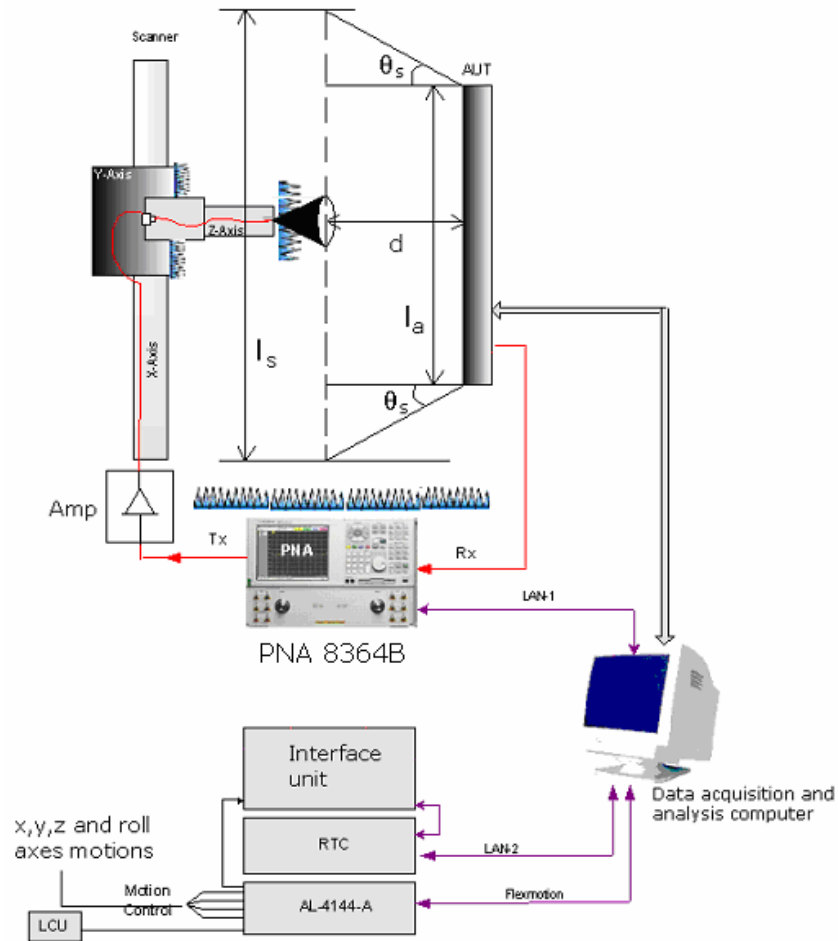 Scanner
θs
AUT
Y-Axis
Z-Axis
d
la
ls
X-Axis
θs
Amp
Tx
PNA
Rx
LAN-1
PNA 8364B
Interface
unit
Data acquisition and
analysis computer
x,y,z and roll
axes motions
RTC
LAN-2
Motion
Control
AL-4144-A
Flexmotion
LCU